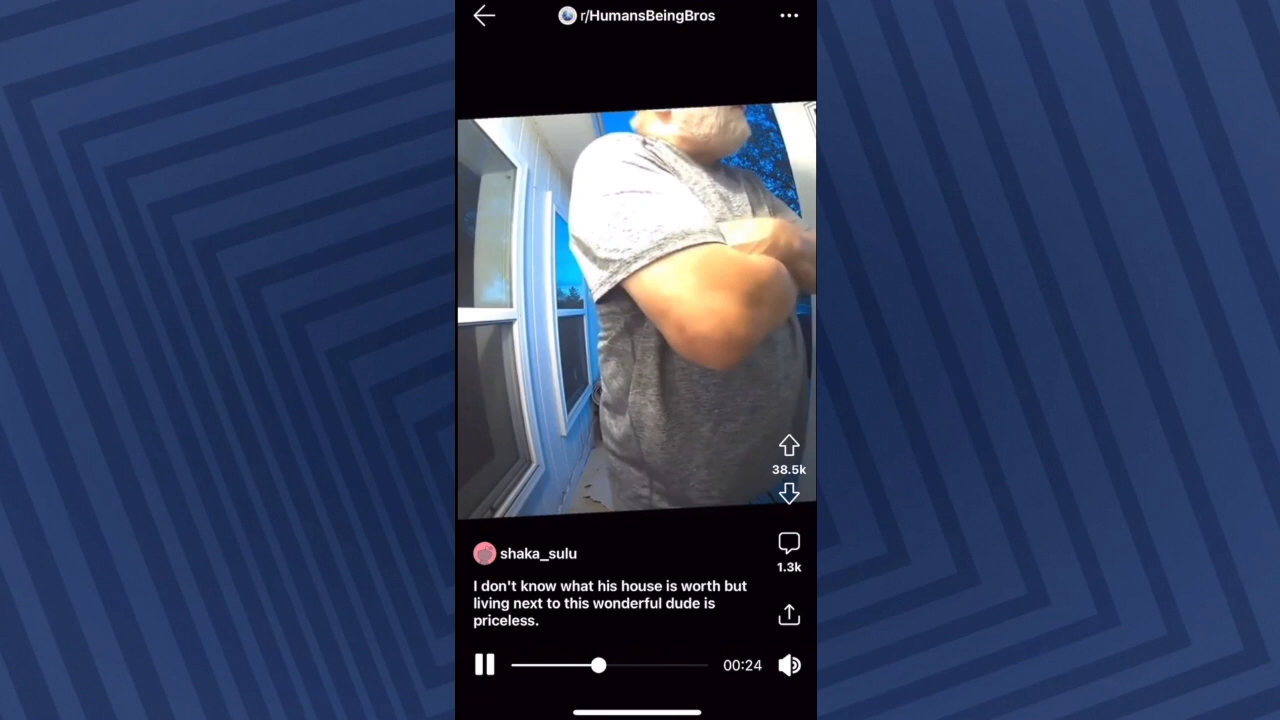 r/HumansBeingBros
38.5k
shaka_sulu
1.3k
I don't know what his house is worth but
living next to this wonderful dude is
priceless.
00:24